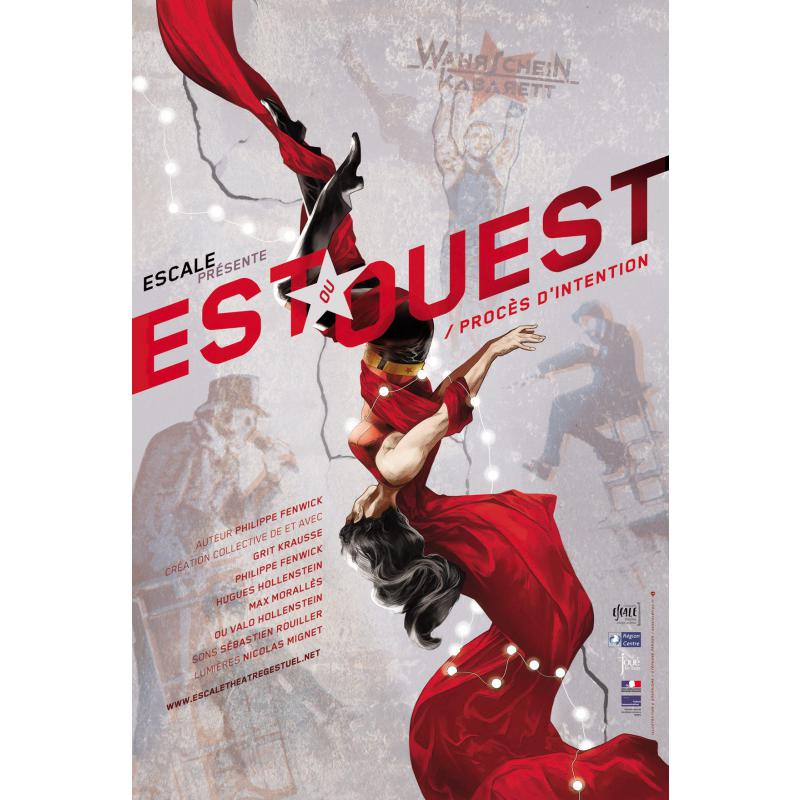 WAHRSCHEIN
KABARETT
ESCALE
PRÉSENTE
EST OU OUEST
/ PROCÈS D'INTENTION
AUTEUR PHILIPPE FENWICK
CRÉATION COLLECTIVE DE ET AVEC
GRIT KRAUSSE
PHILIPPE FENWICK
HUGUES HOLLENSTEIN
MAX MORALLÈS
OU VALO HOLLENSTEIN
SONS SÉBASTIEN ROUILLER
LUMIÈRES NICOLAS MIGNET
WWW.ESCALETHEATREGESTUEL.NET
ESCALE
Région
Centre
Joué